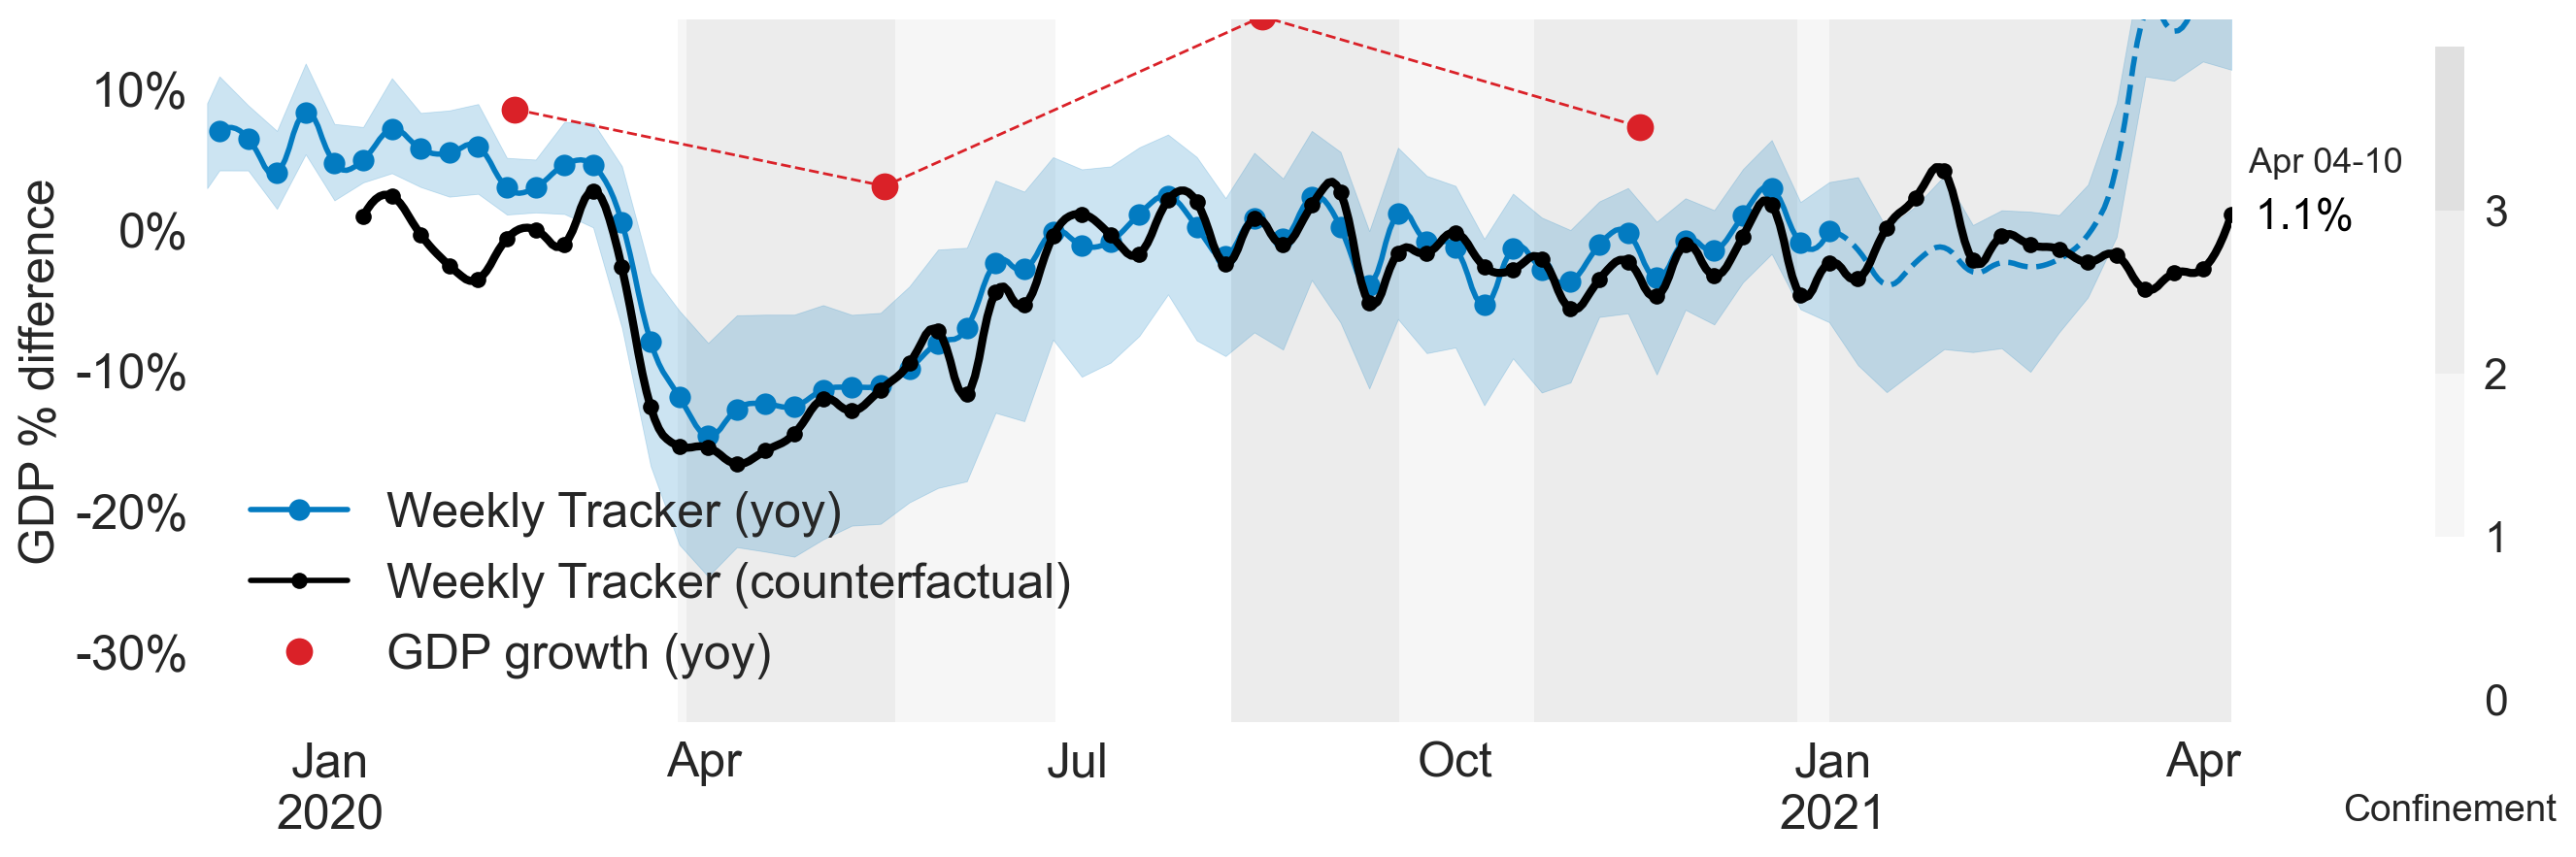 GDP % difference
10%
0%
-10%
-20%
-30%
Weekly Tracker (yoy)
Weekly Tracker (counterfactual)
GDP growth (yoy)
Jan
2020
Apr
Jul
Oct
Jan
2021
Apr
Apr 04-10
1.1%
3
2
1
0
Confinement